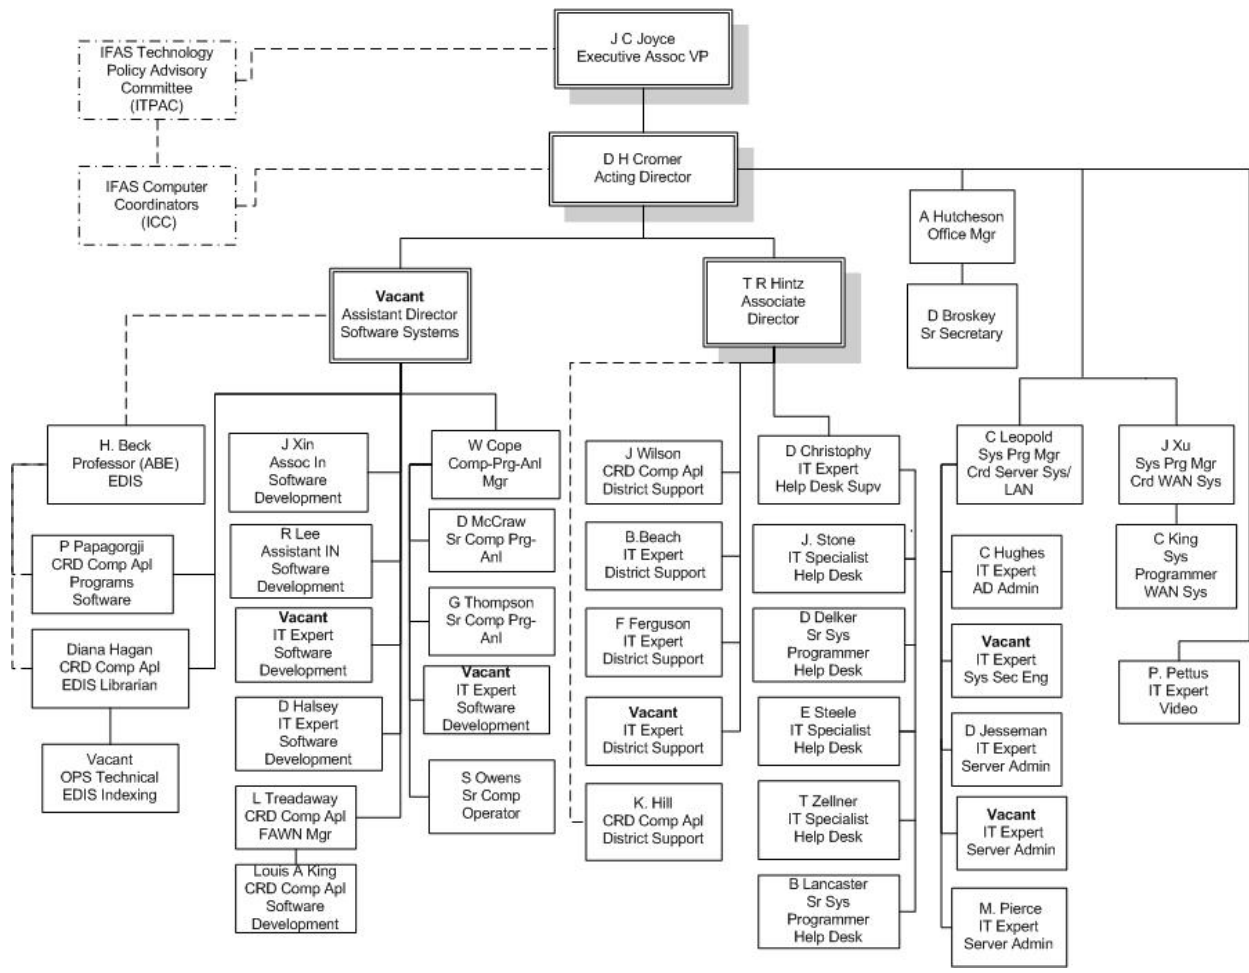 J C Joyce
Executive Assoc VP
IFAS Technology
Policy Advisory
Committee
(ITPAC)
D H Cromer
Acting Director
IFAS Computer
Coordinators
(ICC)
A Hutcheson
Office Mgr
D Broskey
Sr Secretary
Vacant
Assistant Director
Software Systems
T R Hintz
Associate
Director
H. Beck
Professor (ABE)
EDIS
P Papagorgji
CRD Comp Apl
Programs
Software
Diana Hagan
CRD Comp Apl
EDIS Librarian
Vacant
OPS Technical
EDIS Indexing
J Xin
Assoc In
Software
Development
R Lee
Assistant IN
Software
Development
Vacant
IT Expert
Software
Development
D Halsey
IT Expert
Software
Development
L Treadaway
CRD Comp Apl
FAWN Mgr
Louis A King
CRD Comp Apl
Software
Development
W Cope
Comp-Prg-Anl
Mgr
D McCraw
Sr Comp Prg-
Anl
G Thompson
Sr Comp Prg-
Anl
Vacant
IT Expert
Software
Development
S Owens
Sr Comp
Operator
J Wilson
CRD Comp Apl
District Support
B.Beach
IT Expert
District Support
F Ferguson
IT Expert
District Support
Vacant
IT Expert
District Support
K. Hill
CRD Comp Apl
District Support
D Christophy
IT Expert
Help Desk Supv
J. Stone
IT Specialist
Help Desk
D Delker
Sr Sys
Programmer
Help Desk
E Steele
IT Specialist
Help Desk
T Zellner
IT Specialist
Help Desk
B Lancaster
Sr Sys
Programmer
Help Desk
C Leopold
Sys Prg Mgr
Crd Server Sys/
LAN
C Hughes
IT Expert
AD Admin
Vacant
IT Expert
Sys Sec Eng
D Jesseman
IT Expert
Server Admin
Vacant
IT Expert
Server Admin
M. Pierce
IT Expert
Server Admin
J Xu
Sys Prg Mgr
Crd WAN Sys
C King
Sys
Programmer
WAN Sys
P. Pettus
IT Expert
Video